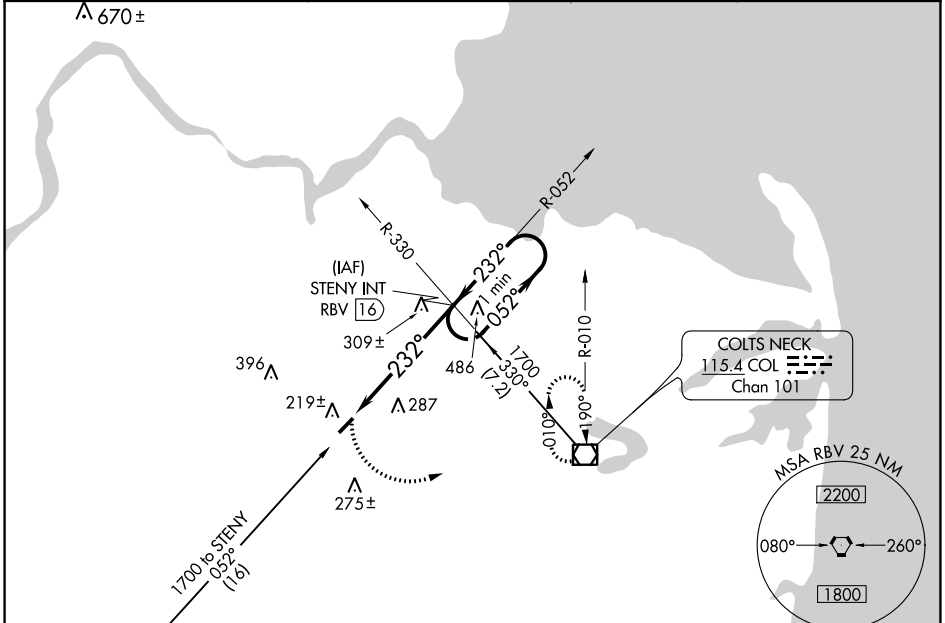 670±
R-052
R-330
232°
(IAF)
STENY INT
RBV 16
1 min
052°
309±
486
232°
1700
330°
(7.2)
R-010
COLTS NECK
115.4 COL
Chan 101
396
219±
287
010°
190°
275±
MSA RBV 25 NM
2200
080°
260°
1800
1700 to STENY
052°
(16)